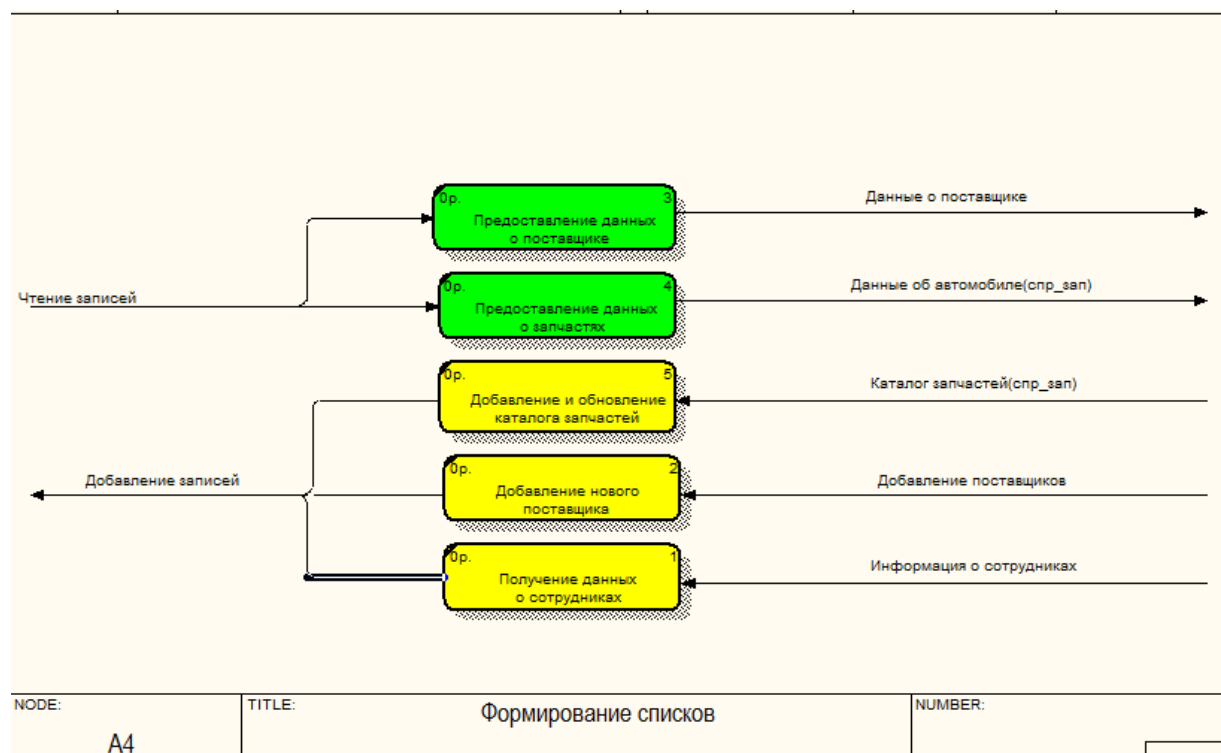 Чтение записей
0р. 3
Предоставление данных
о поставщике
Данные о поставщике
0р. 4
Предоставление данных
о запчастях
Данные об автомобиле(спр_зап)
0р. 5
Добавление и обновление
каталога запчастей
Каталог запчастей(спр_зап)
Добавление записей
0р. 2
Добавление нового
поставщика
Добавление поставщиков
0р. 1
Получение данных
о сотрудниках
Информация о сотрудниках
NODE:
A4
TITLE:
Формирование списков
NUMBER: